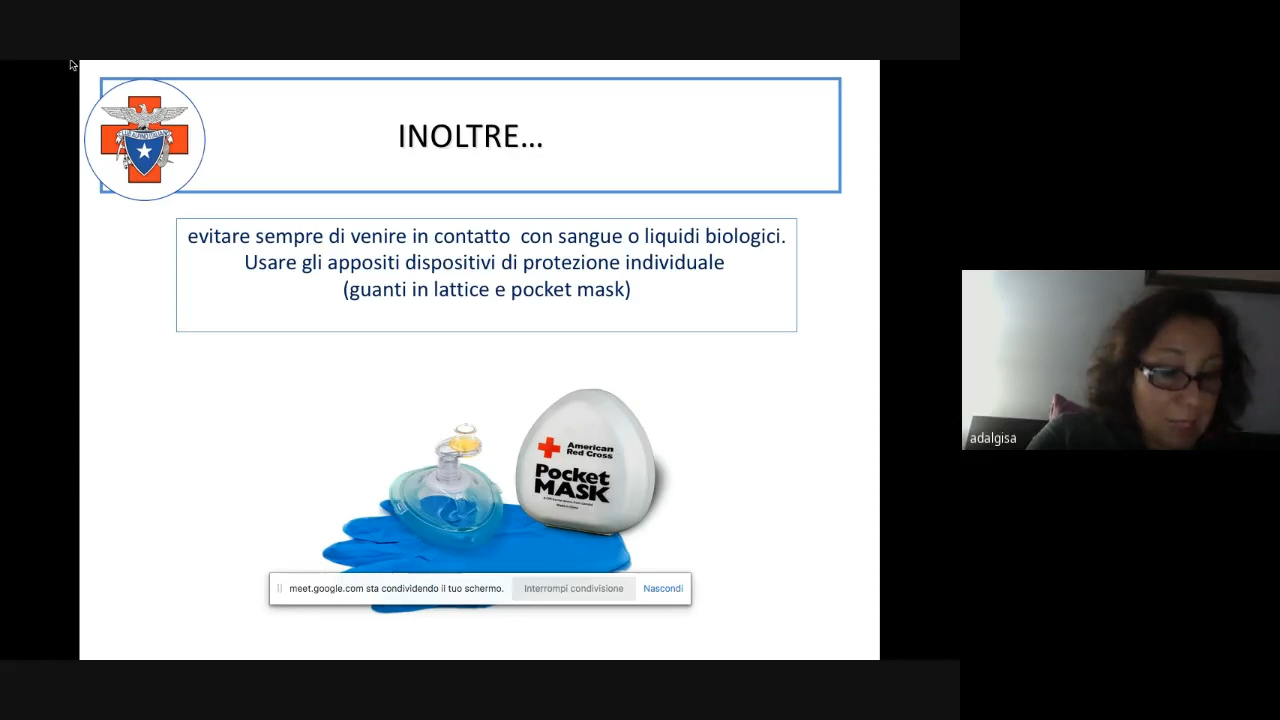 INOLTRE...
evitare sempre di venire in contatto con sangue o liquidi biologici.
Usare gli appositi dispositivi di protezione individuale
(guanti in lattice e pocket mask)
American
Red Cross
Pocket
MASK
meet.google.com sta condividendo il tuo schermo. Interrompi condivisione Nascondi
adalgisa